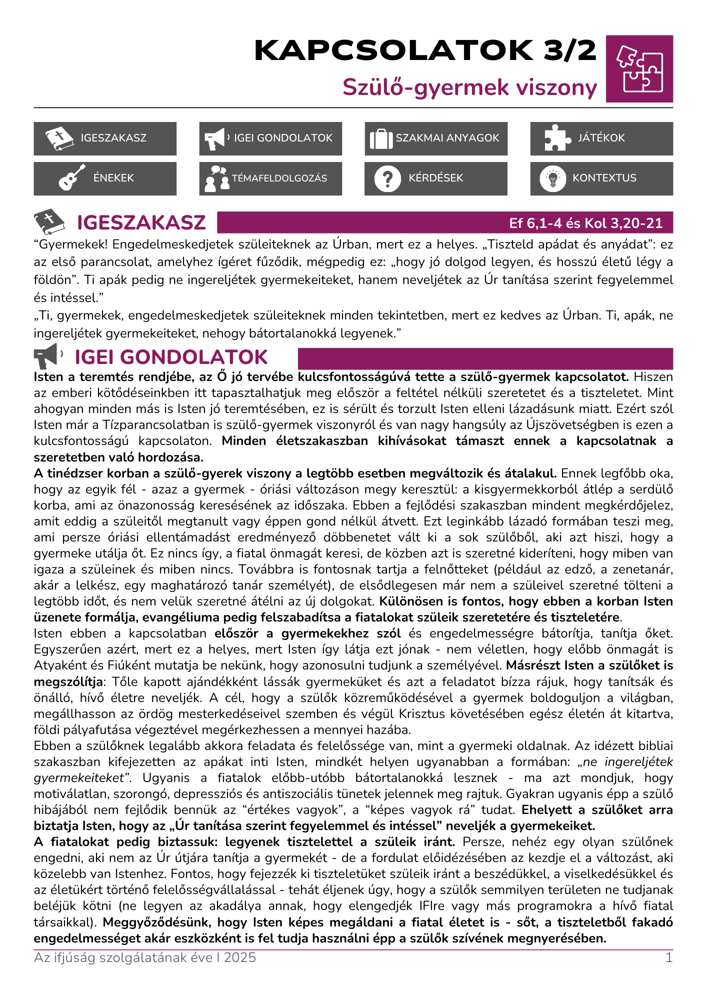 KAPCSOLATOK 3/2
Szülő-gyermek viszony
IGESZAKASZ
IGEI GONDOLATOK
SZAKMAI ANYAGOK
JÁTÉKOK
ÉNEKEK
TÉMAFELDOLGOZÁS
KÉRDÉSEK
KONTEXTUS
IGESZAKASZ
Ef 6,1-4 és Kol 3,20-21
“Gyermekek! Engedelmeskedjetek szüleiteknek az Úrban, mert ez a helyes. „Tiszteld apádat és anyádat”: ez
az első parancsolat, amelyhez ígéret fűződik, mégpedig ez: „hogy jó dolgod legyen, és hosszú életű légy a
földön”. Ti apák pedig ne ingereljétek gyermekeiteket, hanem neveljétek az Úr tanítása szerint fegyelemmel
és intéssel.”
„Ti, gyermekek, engedelmeskedjetek szüleiteknek minden tekintetben, mert ez kedves az Úrban. Ti, apák, ne
ingereljétek gyermekeiteket, nehogy bátortalanokká legyenek.”
IGEI GONDOLATOK
Isten a teremtés rendjébe, az Ő jó tervébe kulcsfontosságúvá tette a szülő-gyermek kapcsolatot. Hiszen
az emberi kötődéseinkben itt tapasztalhatjuk meg először a feltétel nélküli szeretetet és a tiszteletet. Mint
ahogyan minden más is Isten jó teremtésében, ez is sérült és torzult Isten elleni lázadásunk miatt. Ezért szól
Isten már a Tízparancsolatban is szülő-gyermek viszonyról és van nagy hangsúly az Újszövetségben is ezen a
kulcsfontosságú kapcsolaton. Minden életszakaszban kihívásokat támaszt ennek a kapcsolatnak a
szeretetben való hordozása.
A tinédzser korban a szülő-gyerek viszony a legtöbb esetben megváltozik és átalakul. Ennek legfőbb oka,
hogy az egyik fél - azaz a gyermek - óriási változáson megy keresztül: a kisgyermekkorból átlép a serdülő
korba, ami az önazonosság keresésének az időszaka. Ebben a fejlődési szakaszban mindent megkérdőjelez,
amit eddig a szüleitől megtanult vagy éppen gond nélkül átvett. Ezt leginkább lázadó formában teszi meg,
ami persze óriási ellentámadást eredményező döbbenetet vált ki a sok szülőből, aki azt hiszi, hogy a
gyermeke utálja őt. Ez nincs így, a fiatal önmagát keresi, de közben azt is szeretné kideríteni, hogy miben van
igaza a szüleinek és miben nincs. Továbbra is fontosnak tartja a felnőtteket (például az edző, a zenetanár,
akár a lelkész, egy maghatározó tanár személyét), de elsődlegesen már nem a szüleivel szeretné tölteni a
legtöbb időt, és nem velük szeretné átélni az új dolgokat. Különösen is fontos, hogy ebben a korban Isten
üzenete formálja, evangéliuma pedig felszabadítsa a fiatalokat szüleik szeretetére és tiszteletére.
Isten ebben a kapcsolatban először a gyermekekhez szól és engedelmességre bátorítja, tanítja őket.
Egyszerűen azért, mert ez a helyes, mert Isten így látja ezt jónak - nem véletlen, hogy előbb önmagát is
Atyaként és Fiúként mutatja be nekünk, hogy azonosulni tudjunk a személyével. Másrészt Isten a szülőket is
megszólítja: Tőle kapott ajándékként lássák gyermeküket és azt a feladatot bízza rájuk, hogy tanítsák és
önálló, hívő életre neveljék. A cél, hogy a szülők közreműködésével a gyermek boldoguljon a világban,
megállhasson az ördög mesterkedéseivel szemben és végül Krisztus követésében egész életén át kitartva,
földi pályafutása végeztével megérkezhessen a mennyei hazába.
Ebben a szülőknek legalább akkora feladata és felelőssége van, mint a gyermeki oldalnak. Az idézett bibliai
szakaszban kifejezetten az apákat inti Isten, mindkét helyen ugyanabban a formában: „ne ingereljétek
gyermekeiteket”. Ugyanis a fiatalok előbb-utóbb bátortalanokká lesznek - ma azt mondjuk, hogy
motiválatlan, szorongó, depressziós és antiszociális tünetek jelennek meg rajtuk. Gyakran ugyanis épp a szülő
hibájából nem fejlődik bennük az “értékes vagyok”, a “képes vagyok rá” tudat. Ehelyett a szülőket arra
biztatja Isten, hogy az „Úr tanítása szerint fegyelemmel és intéssel” neveljék a gyermekeiket.
A fiatalokat pedig biztassuk: legyenek tisztelettel a szüleik iránt. Persze, nehéz egy olyan szülőnek
engedni, aki nem az Úr útjára tanítja a gyermekét - de a fordulat előidézésében az kezdje el a változást, aki
közelebb van Istenhez. Fontos, hogy fejezzék ki tiszteletüket szüleik iránt a beszédükkel, a viselkedésükkel és
az életükért történő felelősségvállalással - tehát éljenek úgy, hogy a szülők semmilyen területen ne tudjanak
beléjük kötni (ne legyen az akadálya annak, hogy elengedjék IFIre vagy más programokra a hívő fiatal
társaikkal). Meggyőződésünk, hogy Isten képes megáldani a fiatal életet is - sőt, a tiszteletből fakadó
engedelmességet akár eszközként is fel tudja használni épp a szülők szívének megnyerésében.
Az ifjúság szolgálatának éve I 2025
1